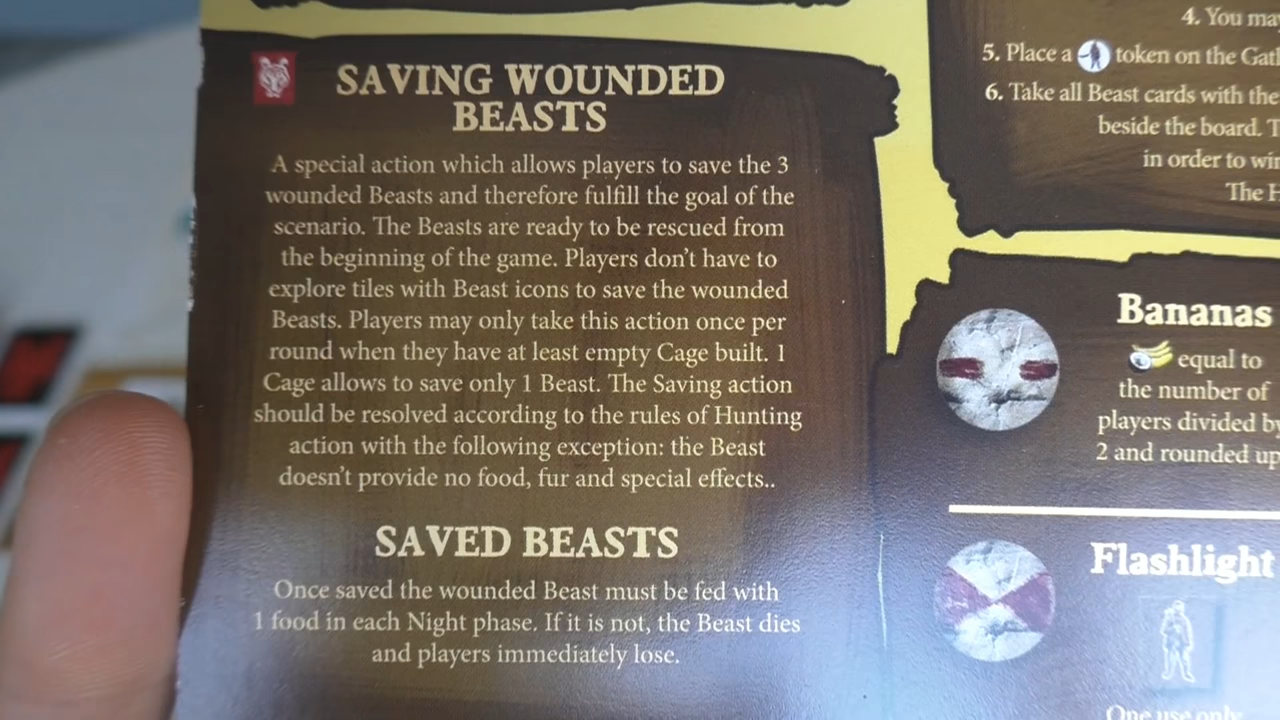 SAVING WOUNDED
BEASTS
A special action which allows players to save the 3
wounded Beasts and therefore fulfill the goal of the
scenario. The Beasts are ready to be rescued from
the beginning of the game. Players don't have to
explore tiles with Beast icons to save the wounded
Beasts. Players may only take this action once per
round when they have at least empty Cage built. 1
Cage allows to save only 1 Beast. The Saving action
should be resolved according to the rules of Hunting
action with the following exception: the Beast
doesn't provide no food, fur and special effects..
SAVED BEASTS
Once saved the wounded Beast must be fed with
1 food in each Night phase. If it is not, the Beast dies
and players immediately lose.
4. You may
5. Place a token on the
6. Take all Beast cards with the
beside the board.
in order to
The
Bananas
equal to
the number of
players divided by
2 and rounded up
Flashlight
One use only